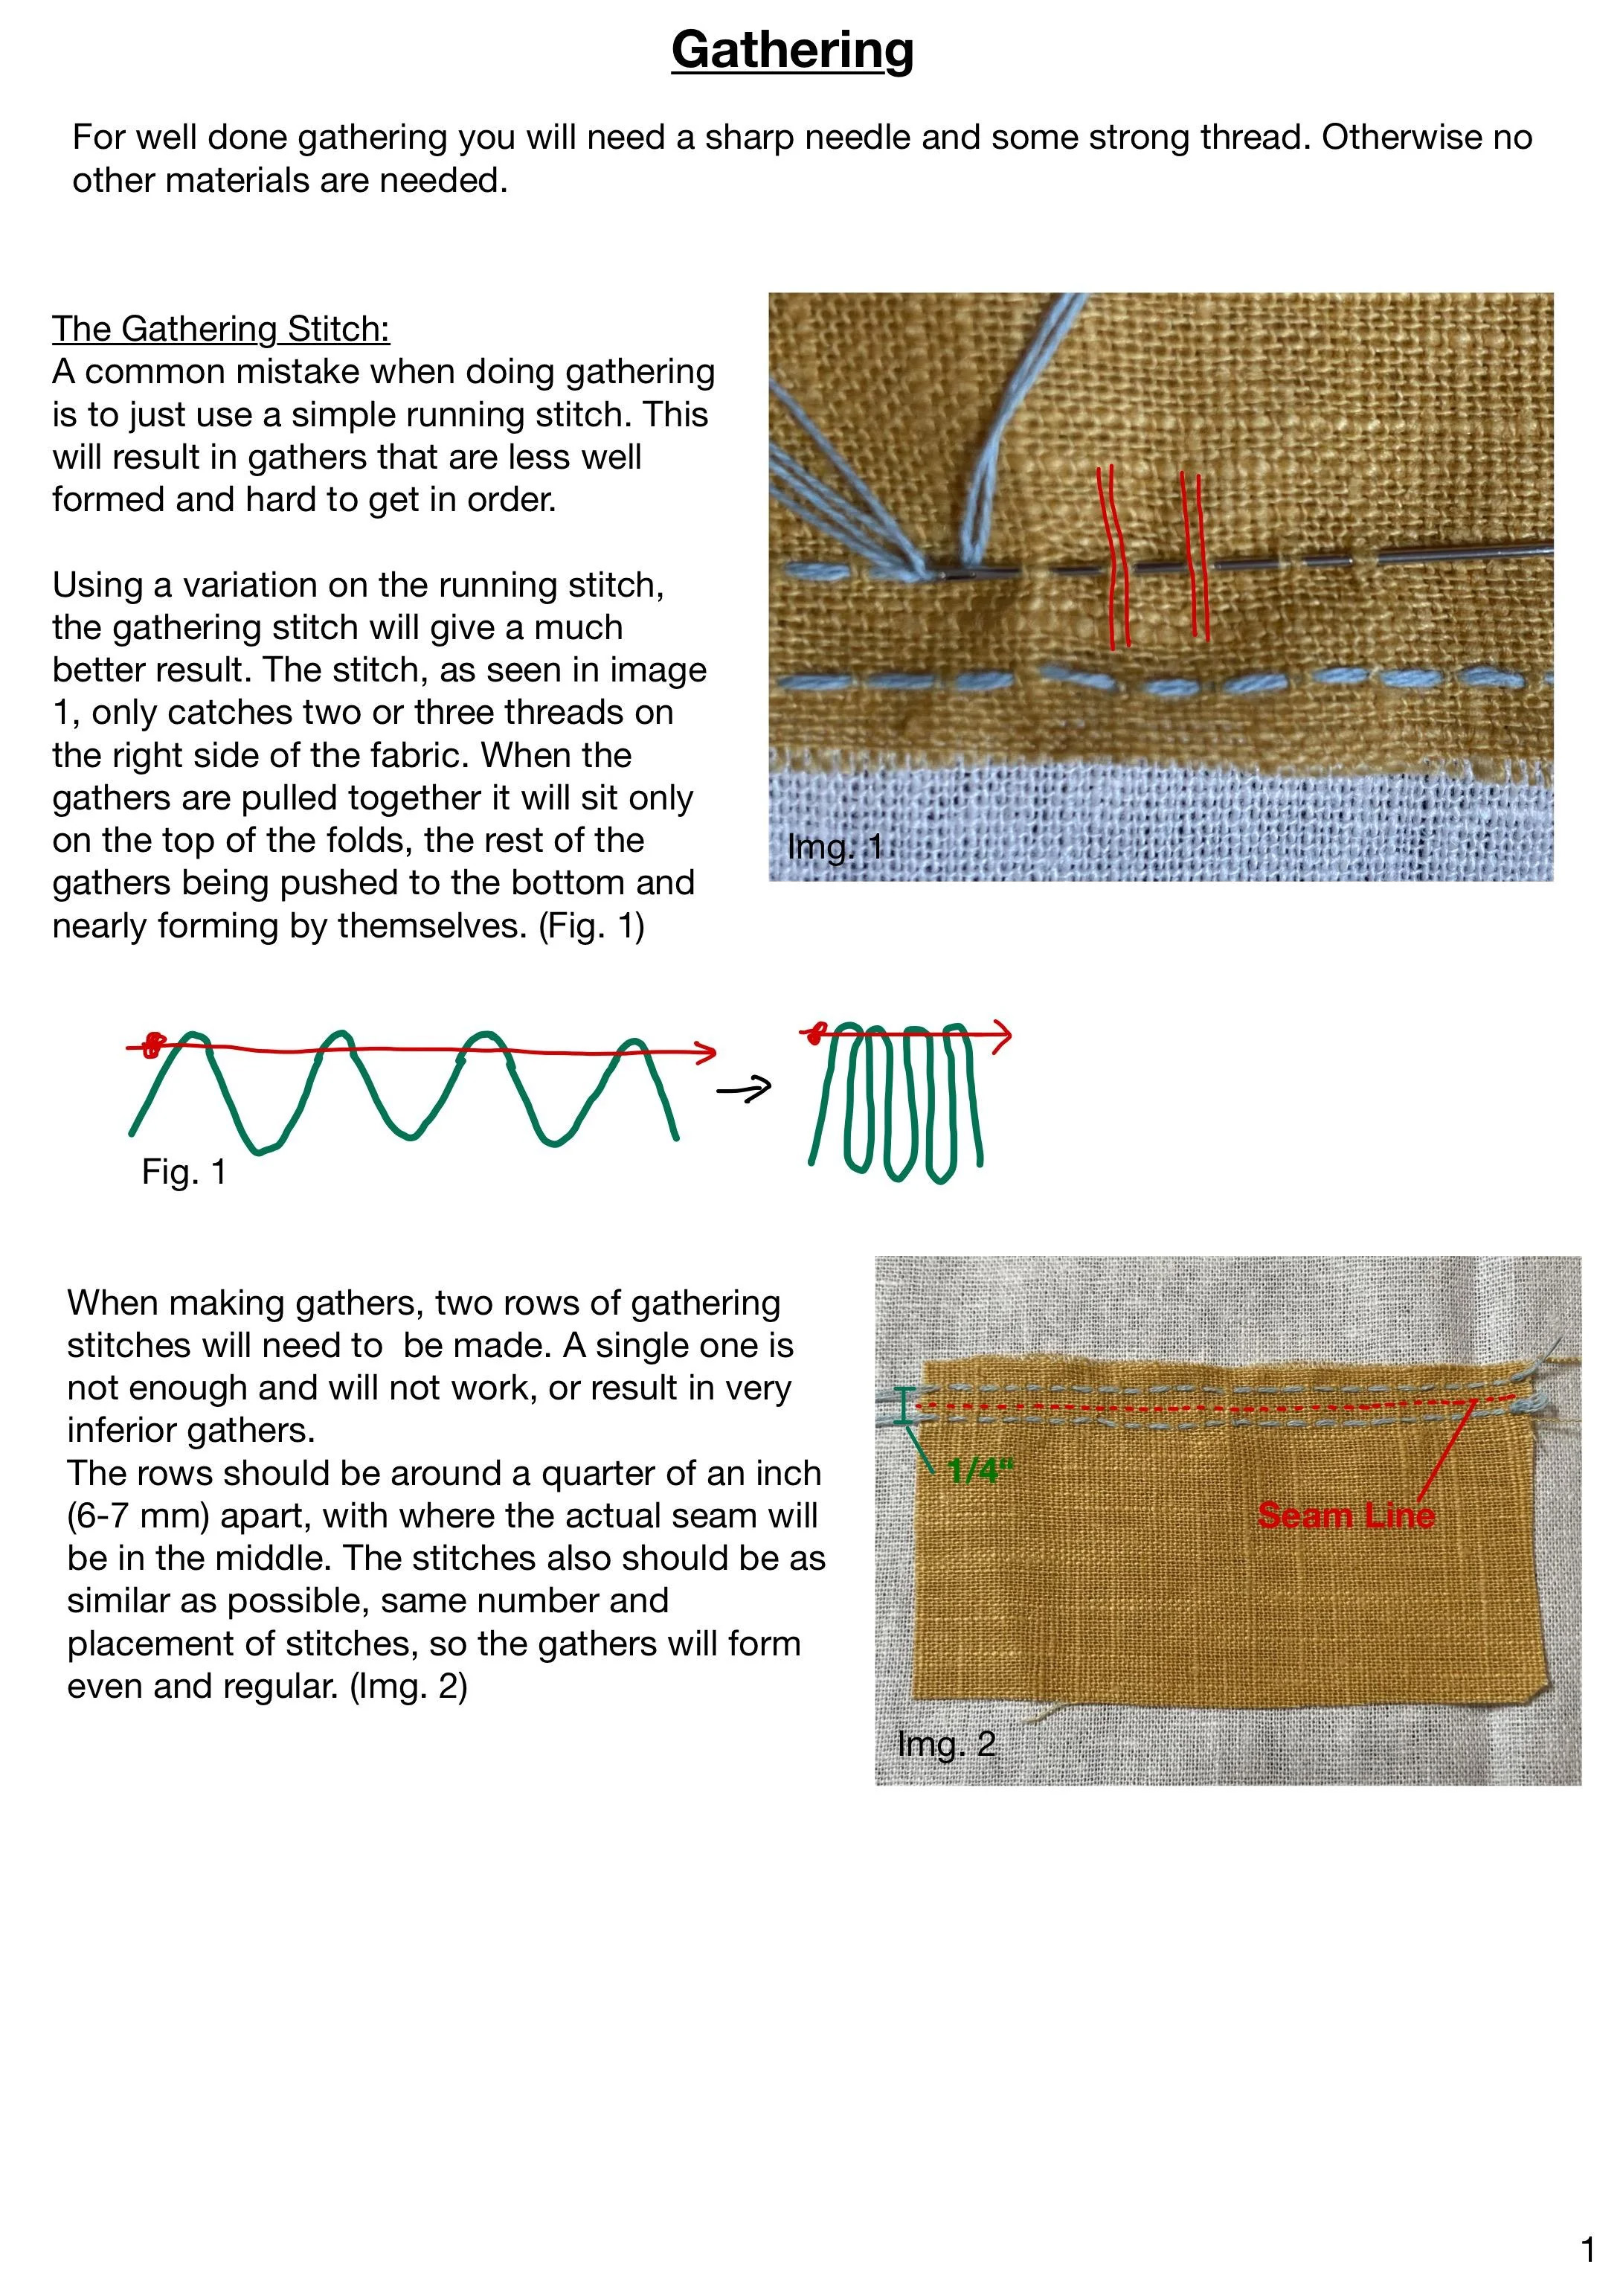 Gathering
For well done gathering you will need a sharp needle and some strong thread. Otherwise no
other materials are needed.
The Gathering Stitch:
A common mistake when doing gathering
is to just use a simple running stitch. This
will result in gathers that are less well
formed and hard to get in order.
Using a variation on the running stitch,
the gathering stitch will give a much
better result. The stitch, as seen in image
1, only catches two or three threads on
the right side of the fabric. When the
gathers are pulled together it will sit only
on the top of the folds, the rest of the
gathers being pushed to the bottom and
nearly forming by themselves. (Fig. 1)
Img. 1
Fig. 1
When making gathers, two rows of gathering
stitches will need to  be made. A single one is
not enough and will not work, or result in very
inferior gathers.
The rows should be around a quarter of an inch
(6-7 mm) apart, with where the actual seam will
be in the middle. The stitches also should be as
similar as possible, same number and
placement of stitches, so the gathers will form
even and regular. (Img. 2)
1/4“
Seam Line
Img. 2
1